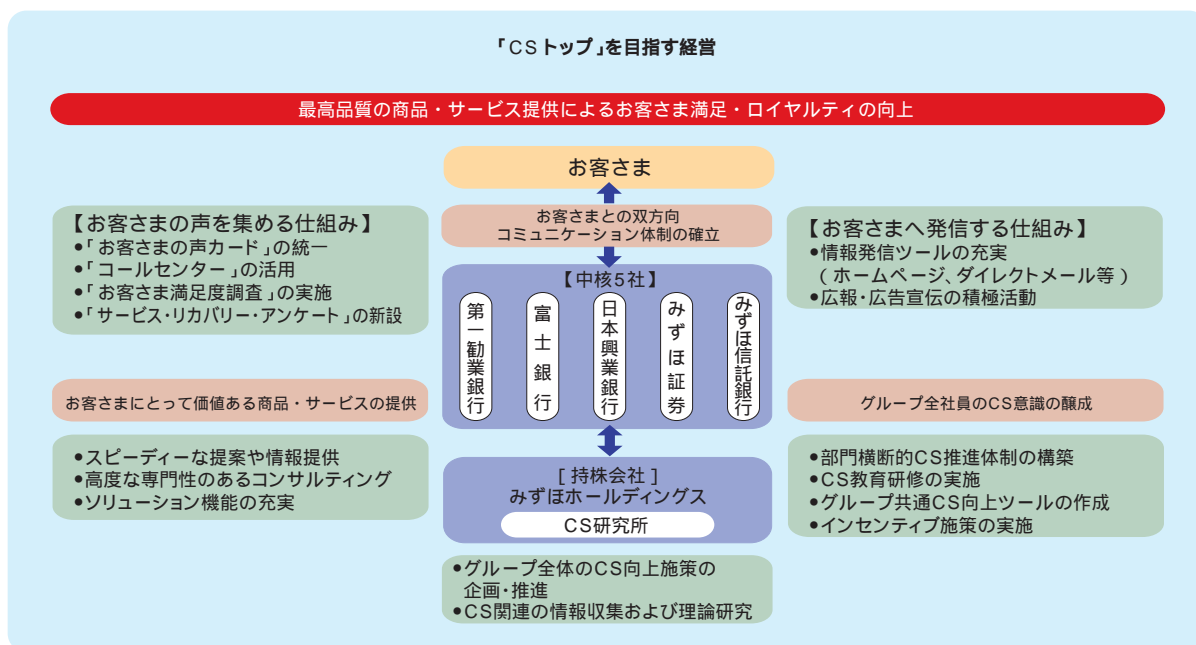 「CSトップ」を目指す経営
最高品質の商品・サービス提供によるお客さま満足・ロイヤルティの向上
お客さま
お客さまとの双方向
コミュニケーション体制の確立
【お客さまの声を集める仕組み】
●「お客さまの声カード」の統一
●「コールセンター」の活用
●「お客さま満足度調査」の実施
●「サービス・リカバリー・アンケート」の新設
【お客さまへ発信する仕組み】
●情報発信ツールの充実
（ホームページ、ダイレクトメール等）
●広報・広告宣伝の積極活動
【中核5社】
第一勧業銀行
富士銀行
日本興業銀行
みずほ証券
みずほ信託銀行
お客さまにとって価値ある商品・サービスの提供
●スピーディーな提案や情報提供
●高度な専門性のあるコンサルティング
●ソリューション機能の充実
グループ全社員のCS意識の醸成
●部門横断的CS推進体制の構築
●CS教育研修の実施
●グループ共通CS向上ツールの作成
●インセンティブ施策の実施
［持株会社］
みずほホールディングス
CS研究所
●グループ全体のCS向上施策の
企画・推進
●CS関連の情報収集および理論研究